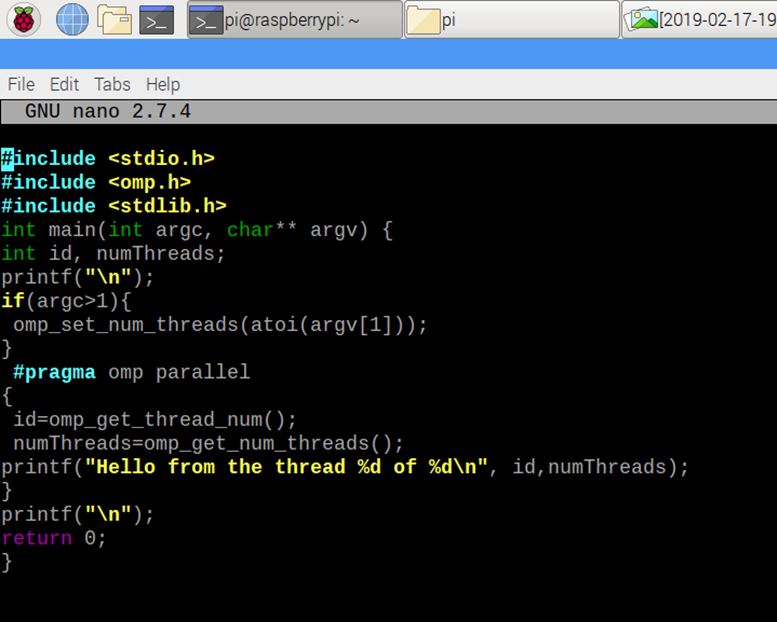 pi@raspberrypi: ~
pi
[2019-02-17-19
File Edit Tabs Help
GNU nano 2.7.4
#include <stdio.h>
#include <omp.h>
#include <stdlib.h>
int main(int argc, char** argv) {
int id, numThreads;
printf("\n");
if(argc>1){
 omp_set_num_threads(atoi(argv[1]));
}
 #pragma omp parallel
{
 id=omp_get_thread_num();
 numThreads=omp_get_num_threads();
printf("Hello from the thread %d of %d\n", id,numThreads);
}
printf("\n");
return 0;
}